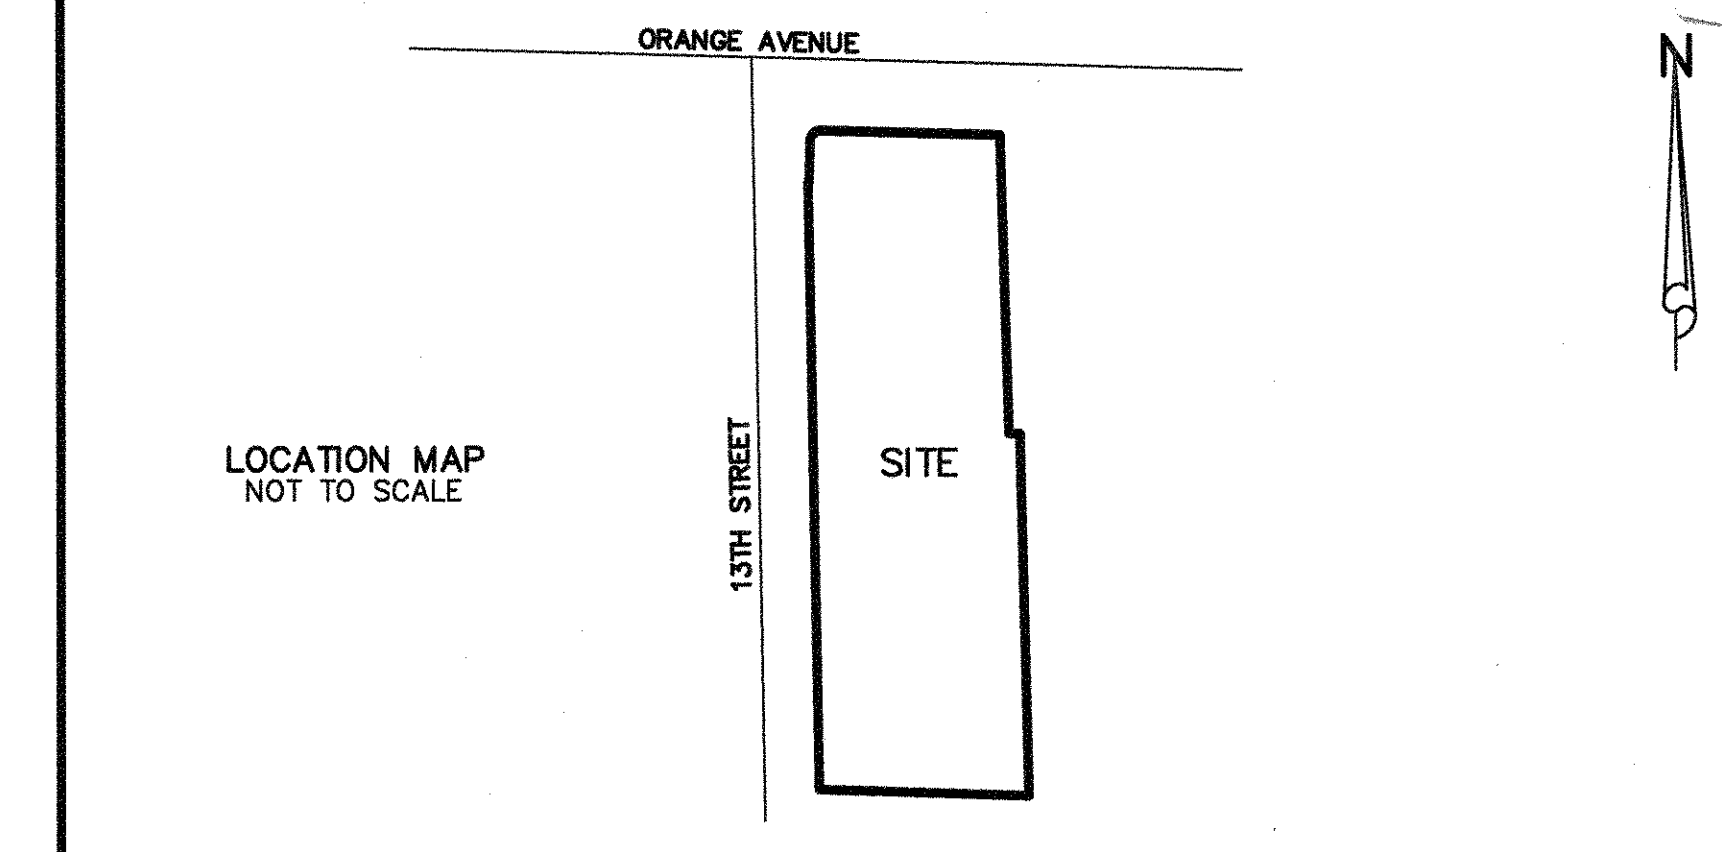 ORANGE AVENUE
N
13TH STREET
SITE
LOCATION MAP
NOT TO SCALE